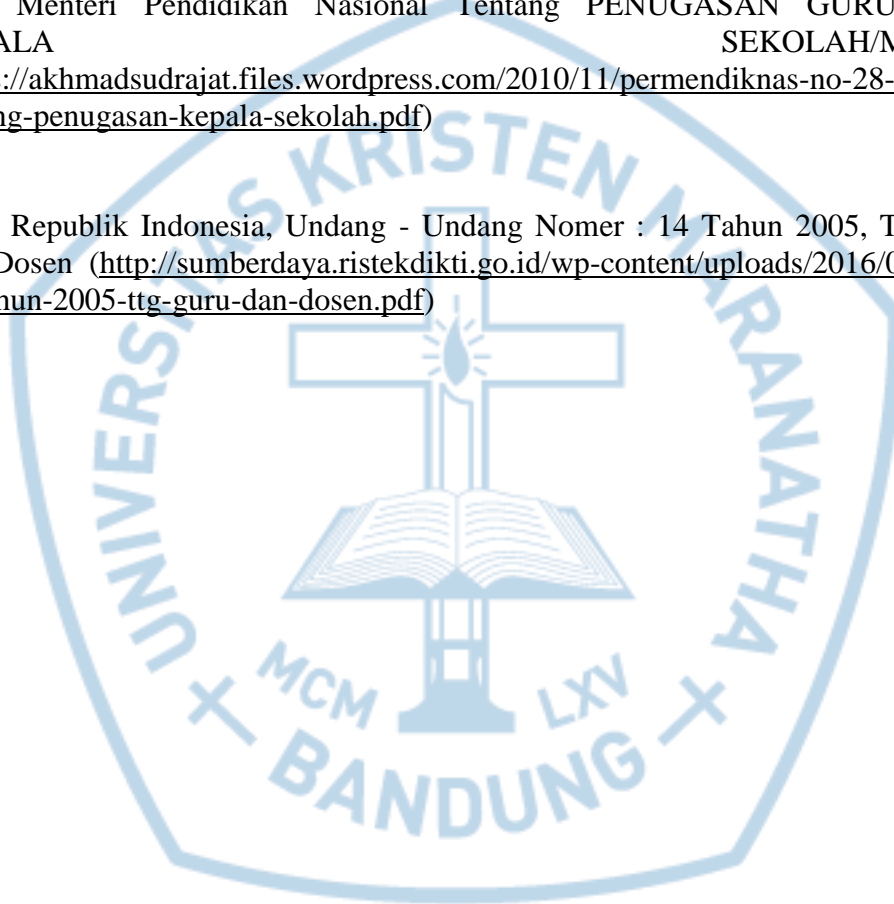 Menteri Pendidikan Nasional Tentang PENUGASAN GURU
ALA SEKOLAH/M
://akhmadsudrajat.files.wordpress.com/2010/11/permendiknas-no-28-
ng-penugasan-kepala-sekolah.pdf)
Republik Indonesia, Undang - Undang Nomer : 14 Tahun 2005, T
Dosen (http://sumberdaya.ristekdikti.go.id/wp-content/uploads/2016/0
hun-2005-ttg-guru-dan-dosen.pdf)
UNIVERSITAS KRISTEN MARANATHA
MCM LXV
BANDUNG